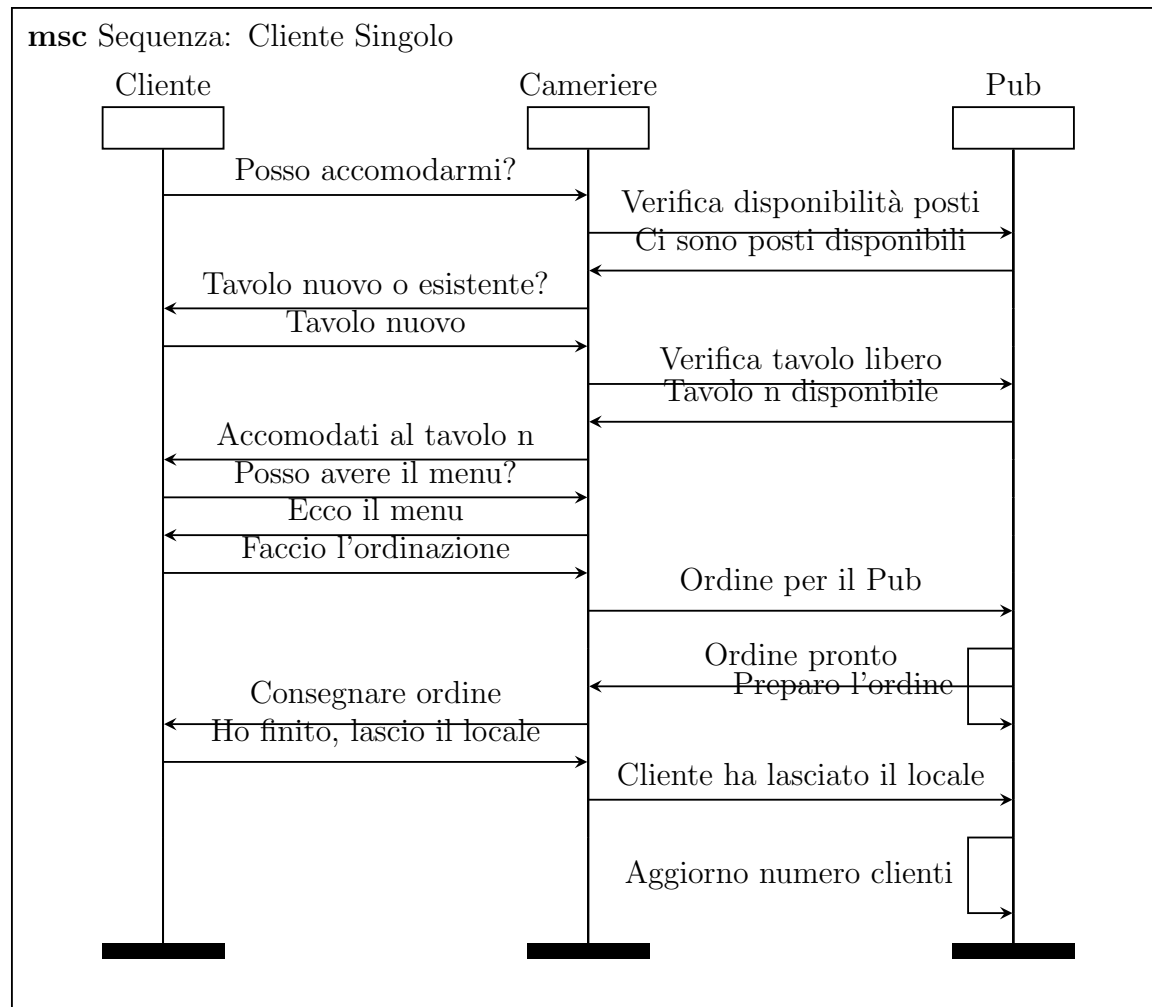 msc Sequenza: Cliente Singolo
Cliente
Cameriere
Pub
Posso accomodarmi?
Verifica disponibilità posti
Ci sono posti disponibili
Tavolo nuovo o esistente?
Tavolo nuovo
Verifica tavolo libero
Tavolo n disponibile
Accomodati al tavolo n
Posso avere il menu?
Ecco il menu
Faccio l'ordinazione
Ordine per il Pub
Ordine pronto
Preparo l'ordine
Consegnare ordine
Ho finito, lascio il locale
Cliente ha lasciato il locale
Aggiorno numero clienti